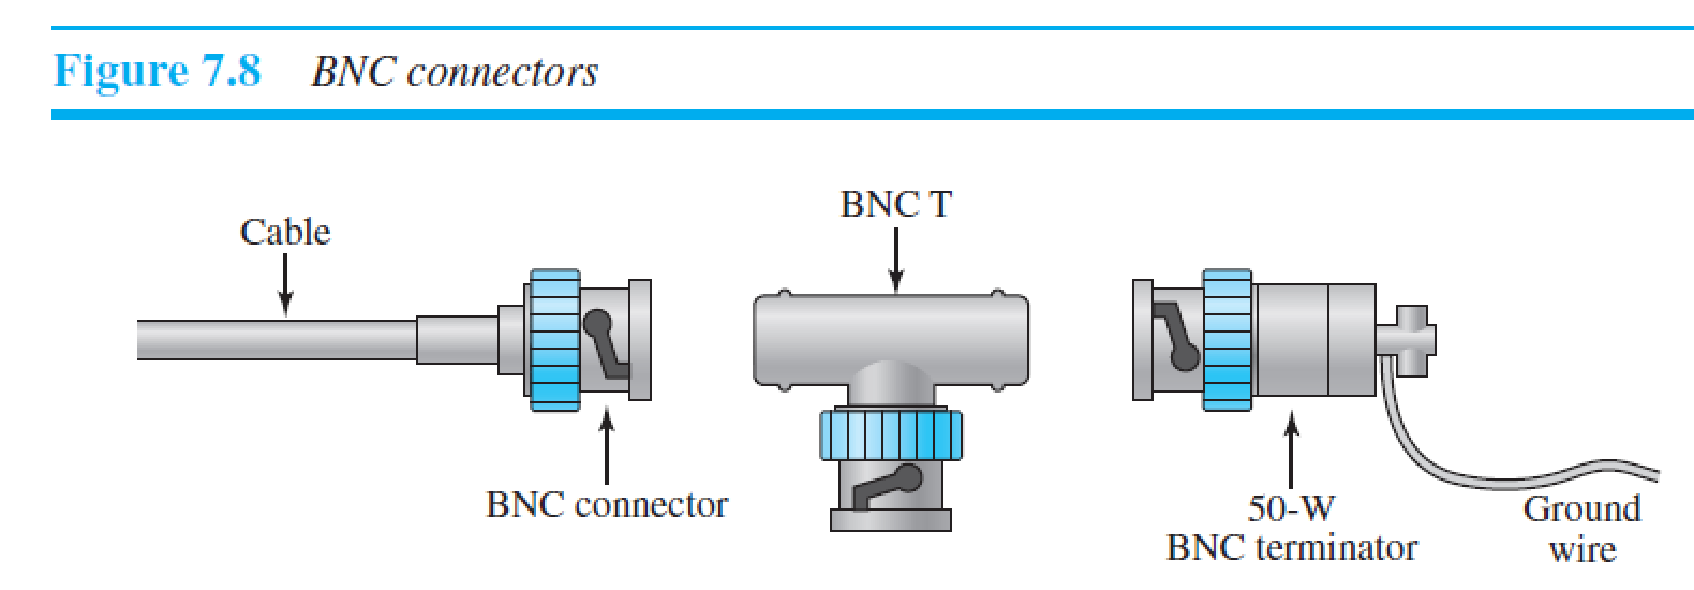 Figure 7.8 BNC connectors
BNC T
Cable
BNC connector
50-W
BNC terminator
Ground
wire